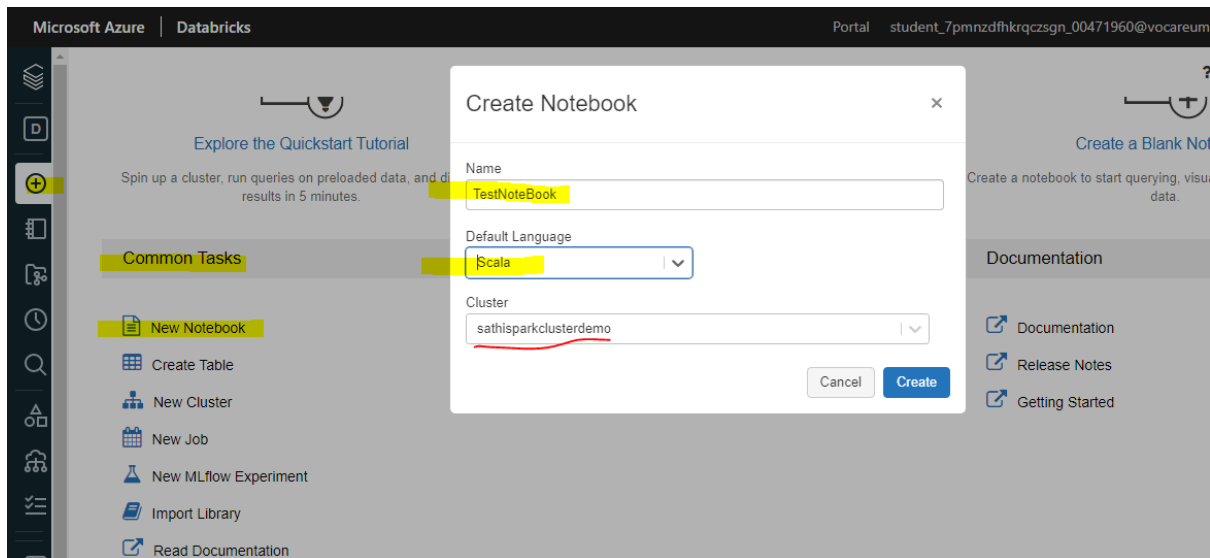 Microsoft Azure Databricks Portal student_7pmnzdfhkrqczsgn_00471960@vocareum
?
D
Explore the Quickstart Tutorial
Spin up a cluster, run queries on preloaded data, and di
results in 5 minutes.
Common Tasks
New Notebook
Create Table
New Cluster
New Job
New MLflow Experiment
Import Library
Read Documentation
Create Notebook ×
Name
TestNoteBook
Default Language
Scala
Cluster
sathisparkclusterdemo
Cancel Create
Create a Blank Not
Create a notebook to start querying, visua
data.
Documentation
Documentation
Release Notes
Getting Started